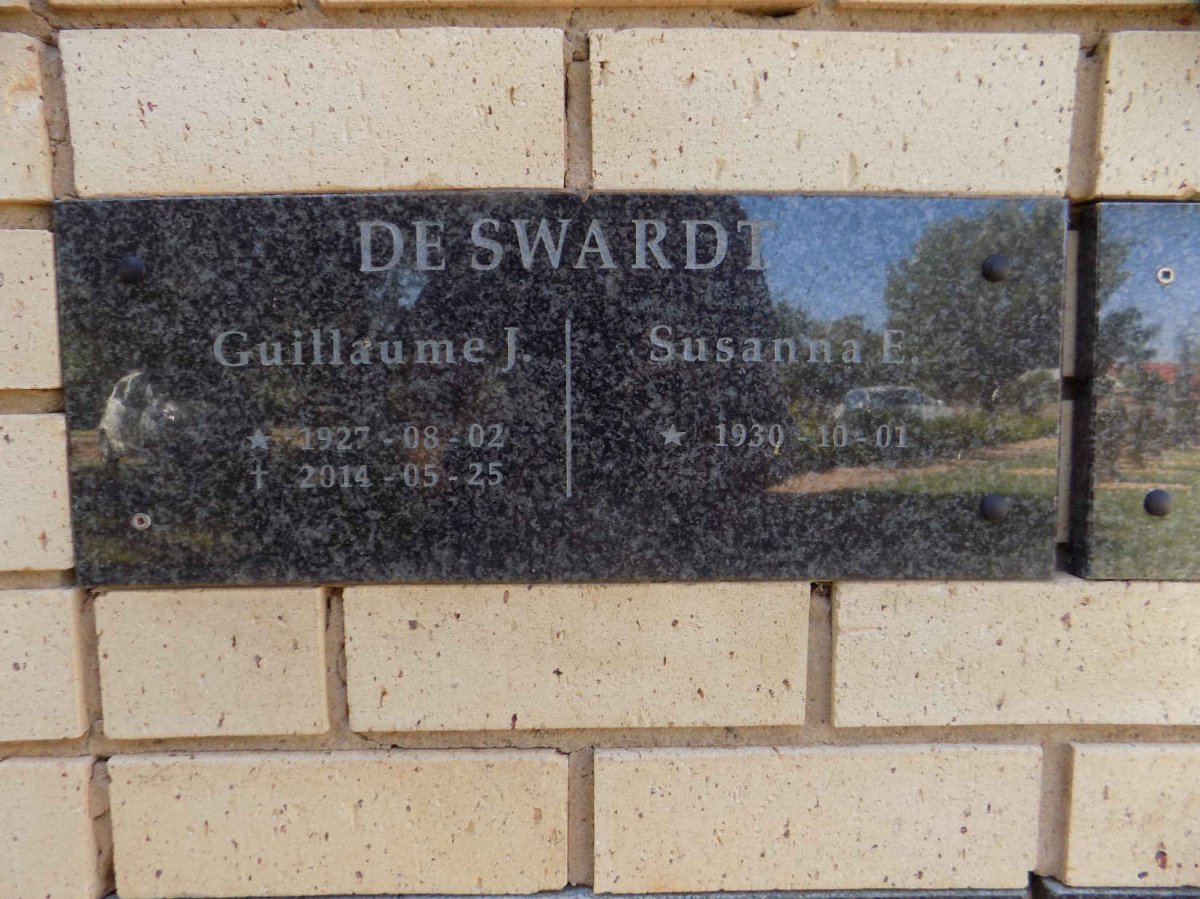 DE SWARDT
Guillaume J.
★ 1927 - 08 - 02
✝ 2014 - 05 - 25
Susanna E.
★ 1930 - 10 - 01